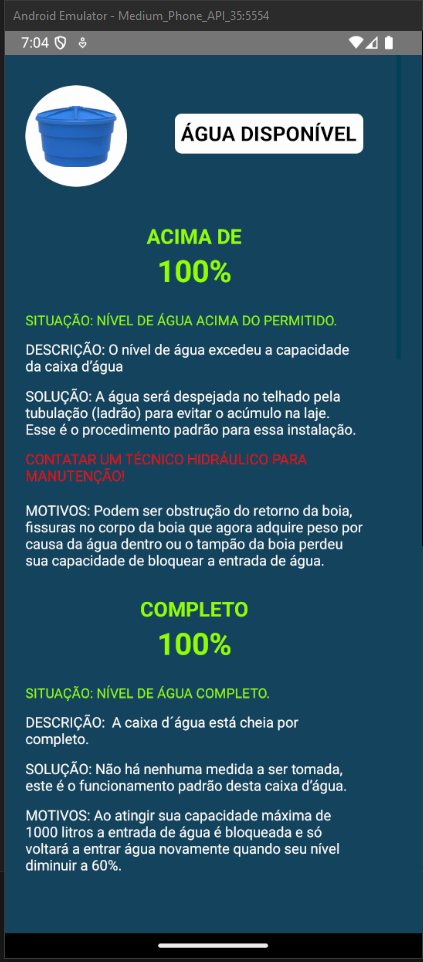 Android Emulator - Medium_Phone_API_35:5554
7:04
ÁGUA DISPONÍVEL
ACIMA DE
100%
SITUAÇÃO: NÍVEL DE ÁGUA ACIMA DO PERMITIDO.
DESCRIÇÃO: O nível de água excedeu a capacidade
da caixa d’água
SOLUÇÃO: A água será despejada no telhado pela
tubulação (ladrão) para evitar o acúmulo na laje.
Esse é o procedimento padrão para essa instalação.
CONTATAR UM TÉCNICO HIDRÁULICO PARA
MANUTENÇÃO!
MOTIVOS: Podem ser obstrução do retorno da boia,
fissuras no corpo da boia que agora adquire peso por
causa da água dentro ou o tampão da boia perdeu
sua capacidade de bloquear a entrada de água.
COMPLETO
100%
SITUAÇÃO: NÍVEL DE ÁGUA COMPLETO.
DESCRIÇÃO:  A caixa d´água está cheia por
completo.
SOLUÇÃO: Não há nenhuma medida a ser tomada,
este é o funcionamento padrão desta caixa d’água.
MOTIVOS: Ao atingir sua capacidade máxima de
1000 litros a entrada de água é bloqueada e só
voltará a entrar água novamente quando seu nível
diminuir a 60%.